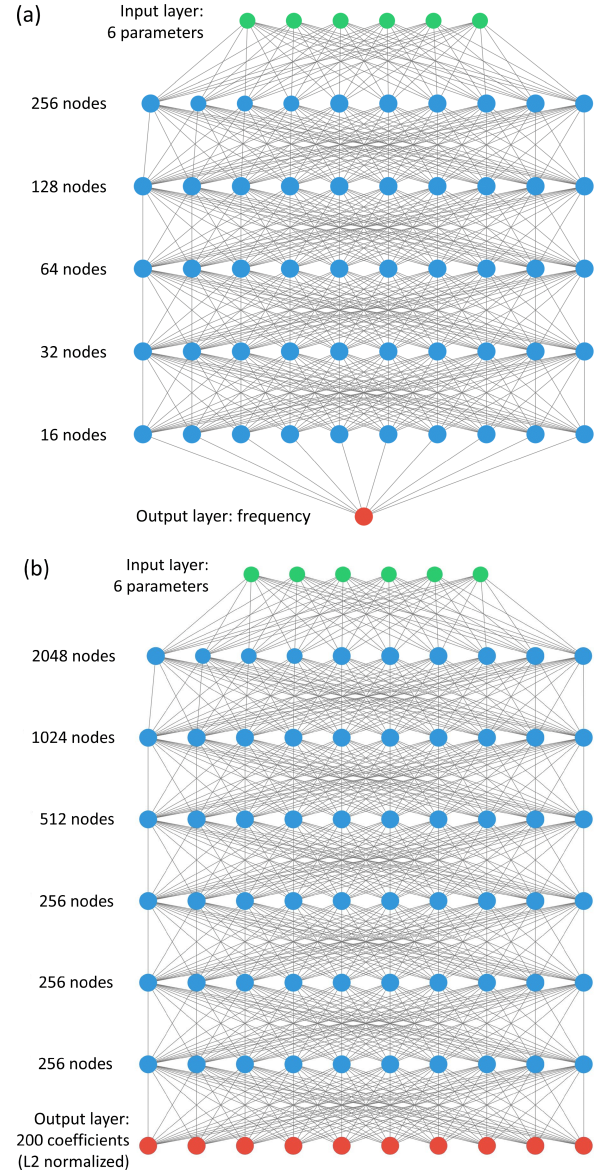 (a)
Input layer:
6 parameters
256 nodes
128 nodes
64 nodes
32 nodes
16 nodes
Output layer: frequency
(b)
Input layer:
6 parameters
2048 nodes
1024 nodes
512 nodes
256 nodes
256 nodes
256 nodes
Output layer:
200 coefficients
(L2 normalized)